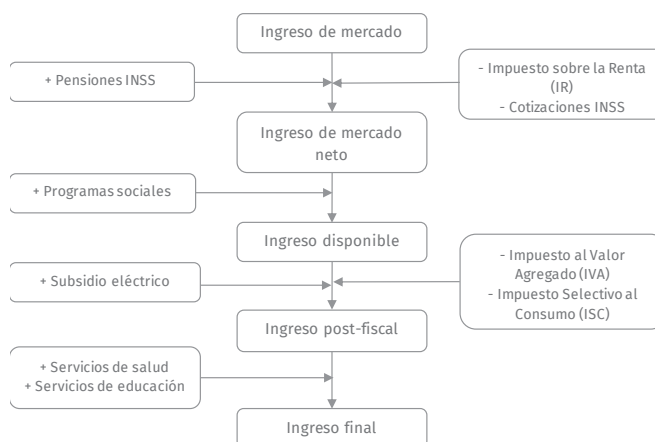 Ingreso de mercado
+ Pensiones INSS
- Impuesto sobre la Renta
(IR)
- Cotizaciones INSS
Ingreso de mercado
neto
+ Programas sociales
Ingreso disponible
+ Subsidio eléctrico
- Impuesto al Valor
Agregado (IVA)
- Impuesto Selectivo al
Consumo (ISC)
Ingreso post-fiscal
+ Servicios de salud
+ Servicios de educación
Ingreso final